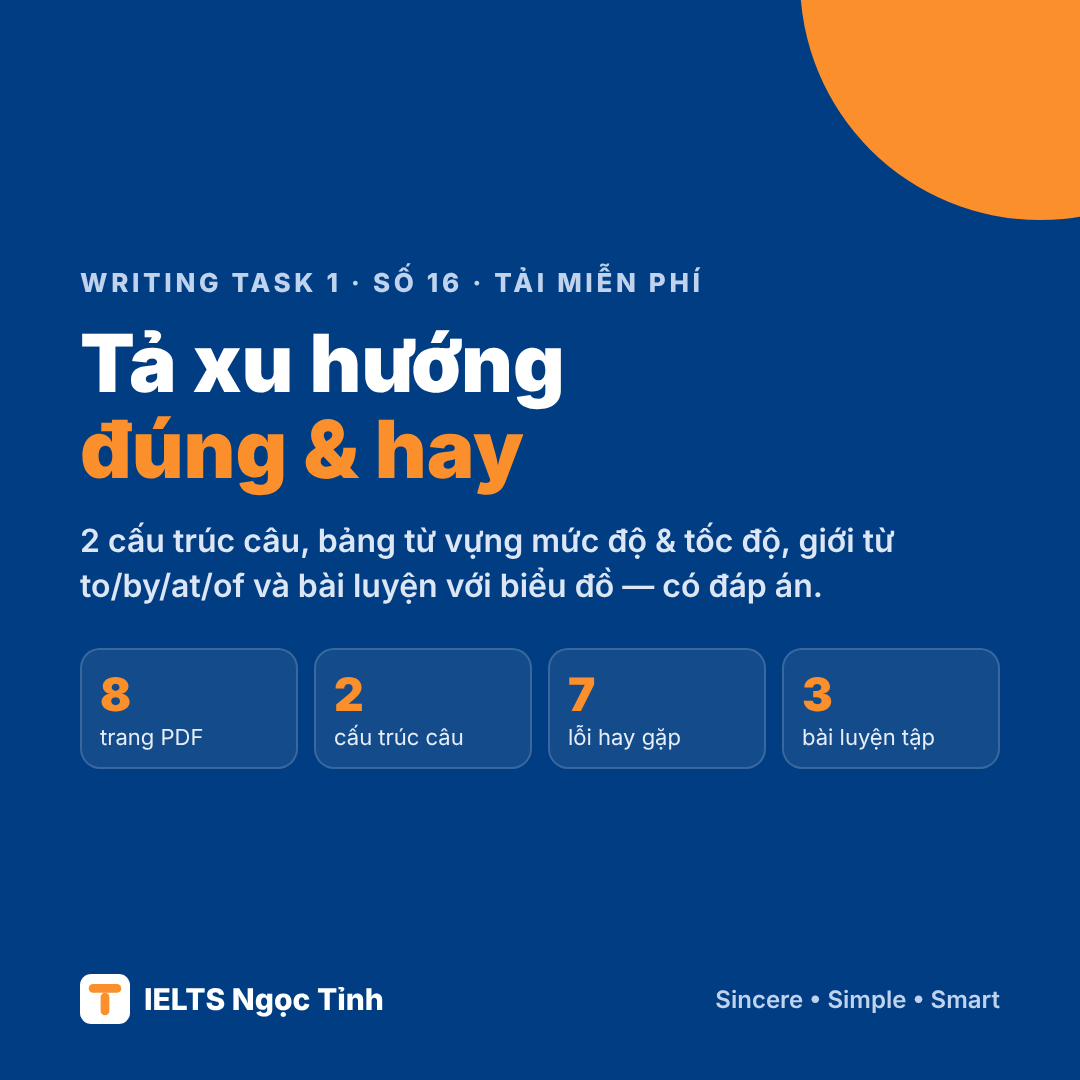 WRITING TASK 1 · SỐ 16 · TẢI MIỄN PHÍ
Tả xu hướng
đúng & hay
2 cấu trúc câu, bảng từ vựng mức độ & tốc độ, giới từ
to/by/at/of và bài luyện với biểu đồ — có đáp án.
8
trang PDF
2
cấu trúc câu
7
lỗi hay gặp
3
bài luyện tập
IELTS Ngọc Tỉnh
Sincere • Simple • Smart